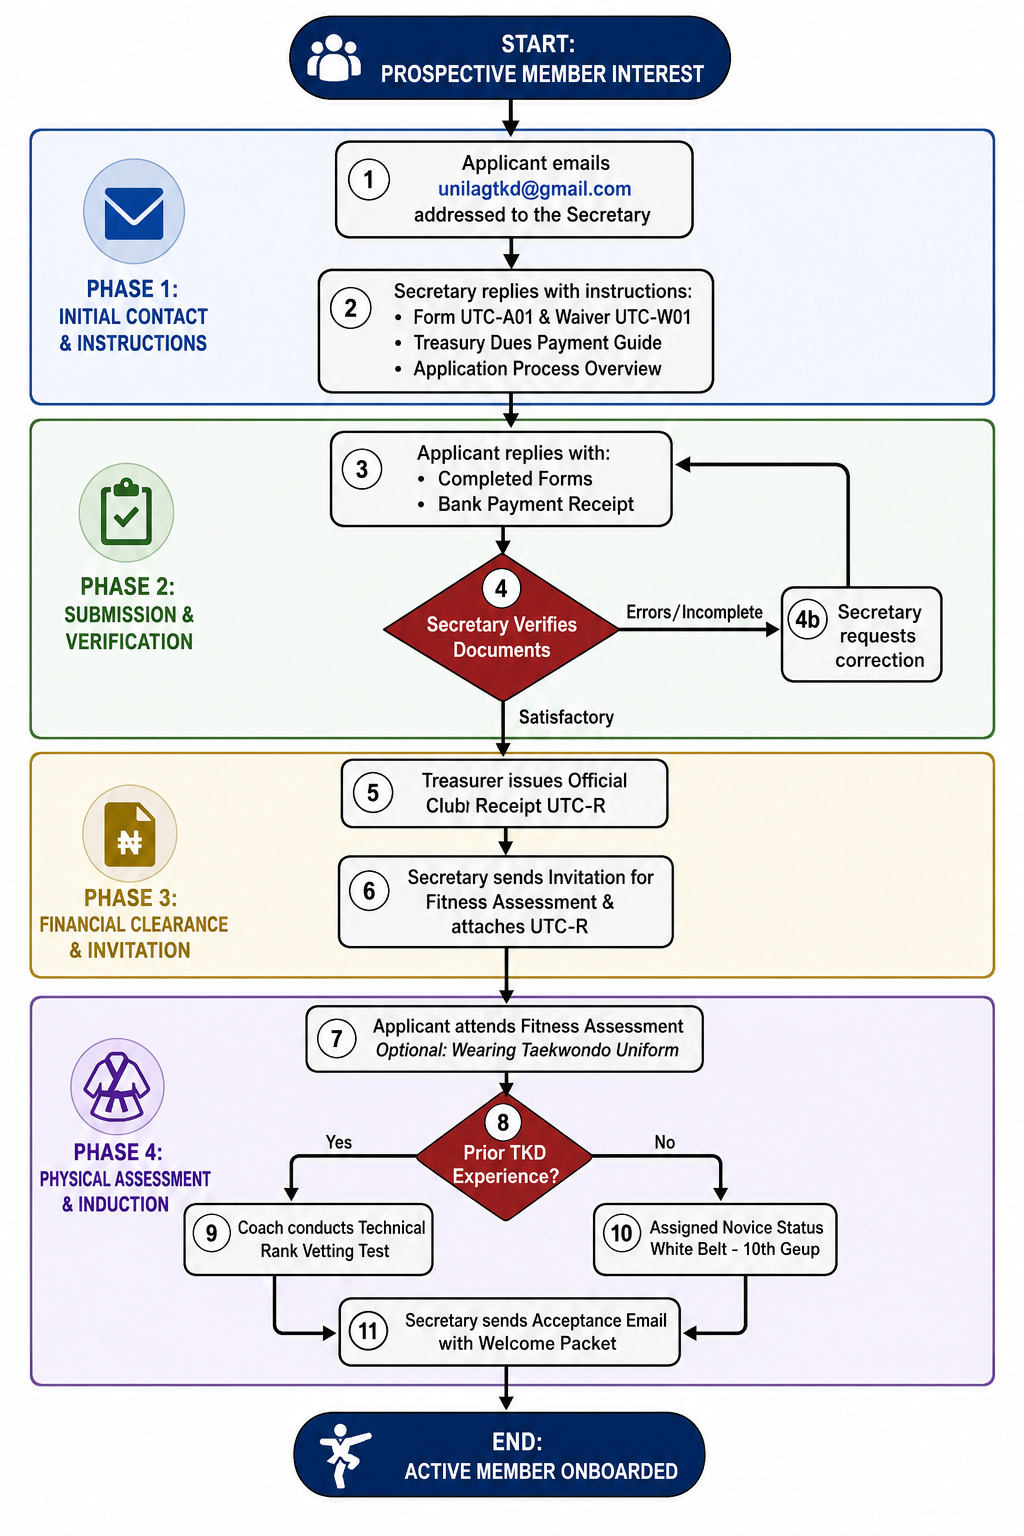 START:
PROSPECTIVE MEMBER INTEREST
PHASE 1:
INITIAL CONTACT
& INSTRUCTIONS
1
Applicant emails
unilagtkd@gmail.com
addressed to the Secretary
2
Secretary replies with instructions:
• Form UTC-A01 & Waiver UTC-W01
• Treasury Dues Payment Guide
• Application Process Overview
PHASE 2:
SUBMISSION &
VERIFICATION
3
Applicant replies with:
• Completed Forms
• Bank Payment Receipt
4
Secretary Verifies
Documents
Errors/Incomplete
4b
Secretary
requests
correction
Satisfactory
PHASE 3:
FINANCIAL CLEARANCE
& INVITATION
₦
5
Treasurer issues Official
Club Receipt UTC-R
6
Secretary sends Invitation for
Fitness Assessment &
attaches UTC-R
PHASE 4:
PHYSICAL ASSESSMENT
& INDUCTION
7
Applicant attends Fitness Assessment
Optional: Wearing Taekwondo Uniform
8
Prior TKD
Experience?
Yes
No
9
Coach conducts Technical
Rank Vetting Test
10
Assigned Novice Status
White Belt - 10th Geup
11
Secretary sends Acceptance Email
with Welcome Packet
END:
ACTIVE MEMBER ONBOARDED